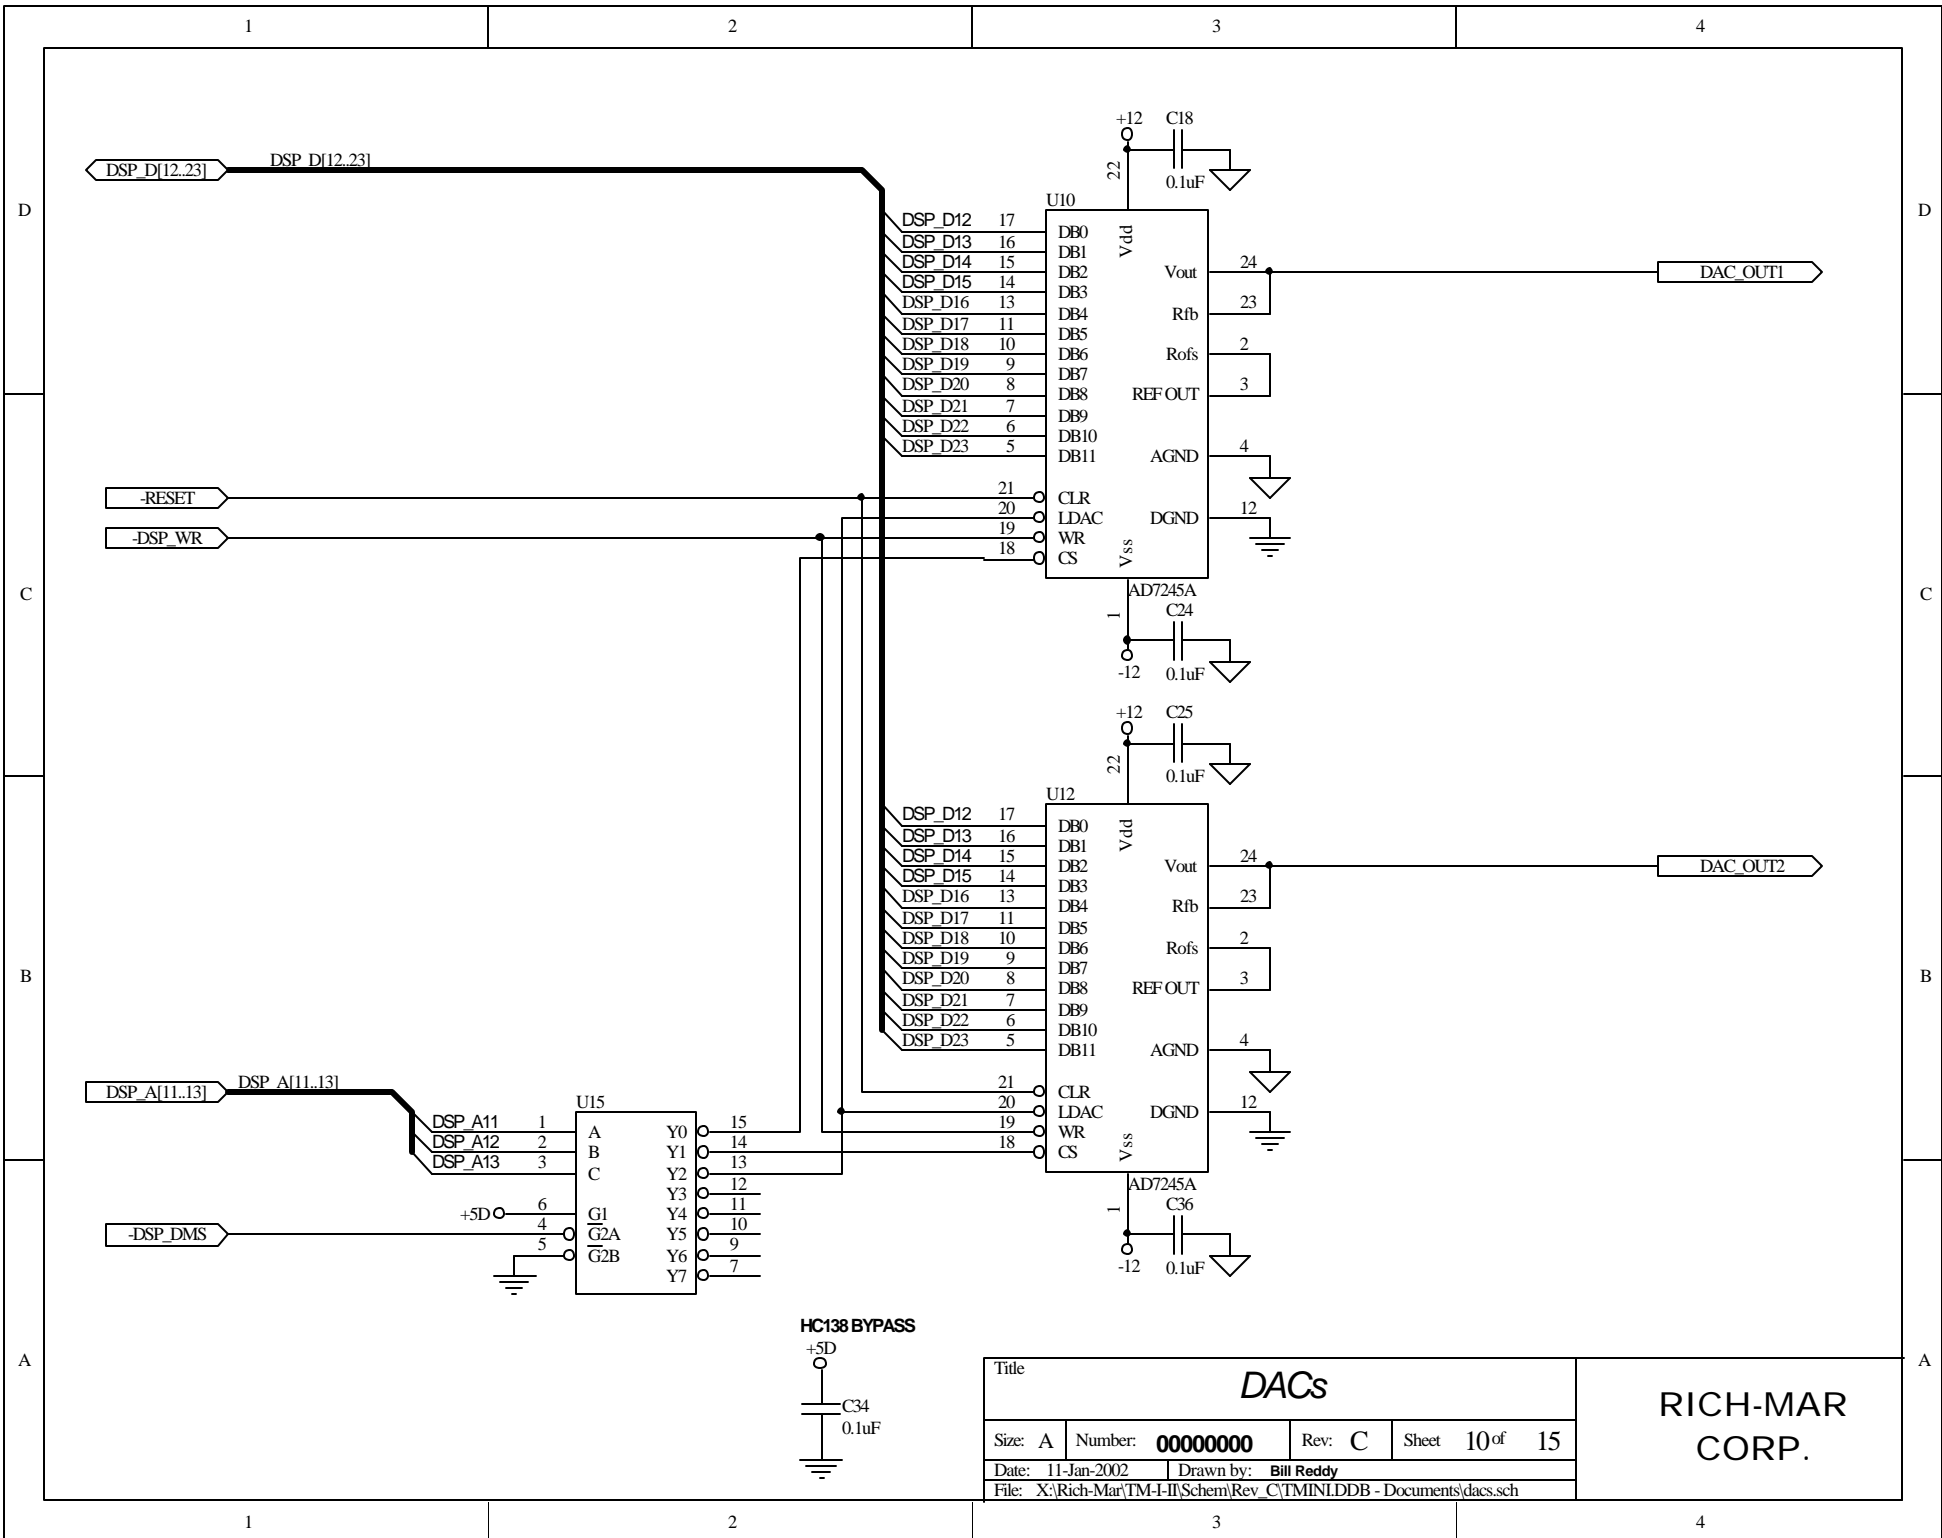 1 2 3 4
D
C
B
A
D
C
B
A
DSP_D[12..23] DSP_D[12..23]
-RESET
-DSP_WR
+12 C18
22
0.1uF
U10
DSP_D12 17 DB0
DSP_D13 16 DB1
DSP_D14 15 DB2
DSP_D15 14 DB3
DSP_D16 13 DB4
DSP_D17 11 DB5
DSP_D18 10 DB6
DSP_D19 9 DB7
DSP_D20 8 DB8
DSP_D21 7 DB9
DSP_D22 6 DB10
DSP_D23 5 DB11
21 CLR
20 LDAC
19 WR
18 CS
Vdd
Vout 24
Rfb 23
Rofs 2
REF OUT 3
AGND 4
DGND 12
Vss
DAC_OUT1
AD7245A
1
C24
-12 0.1uF
+12 C25
22
0.1uF
U12
DSP_D12 17 DB0
DSP_D13 16 DB1
DSP_D14 15 DB2
DSP_D15 14 DB3
DSP_D16 13 DB4
DSP_D17 11 DB5
DSP_D18 10 DB6
DSP_D19 9 DB7
DSP_D20 8 DB8
DSP_D21 7 DB9
DSP_D22 6 DB10
DSP_D23 5 DB11
21 CLR
20 LDAC
19 WR
18 CS
Vdd
Vout 24
Rfb 23
Rofs 2
REF OUT 3
AGND 4
DGND 12
Vss
DAC_OUT2
AD7245A
1
C36
-12 0.1uF
DSP_A[11..13] DSP_A[11..13]
U15
DSP_A11 1 A
DSP_A12 2 B
DSP_A13 3 C
+5D 6 G1
-DSP_DMS 4 G2A
5 G2B
Y0 15
Y1 14
Y2 13
Y3 12
Y4 11
Y5 10
Y6 9
Y7 7
HC138 BYPASS
+5D
C34
0.1uF
Title
DACs
Size: A Number: 00000000 Rev: C Sheet 10 of 15
Date: 11-Jan-2002 Drawn by: Bill Reddy
File: X:\Rich-Mar\TM-I-II\Schem\Rev_C\TMINI.DDB - Documents\dacs.sch
RICH-MAR
CORP.
1 2 3 4